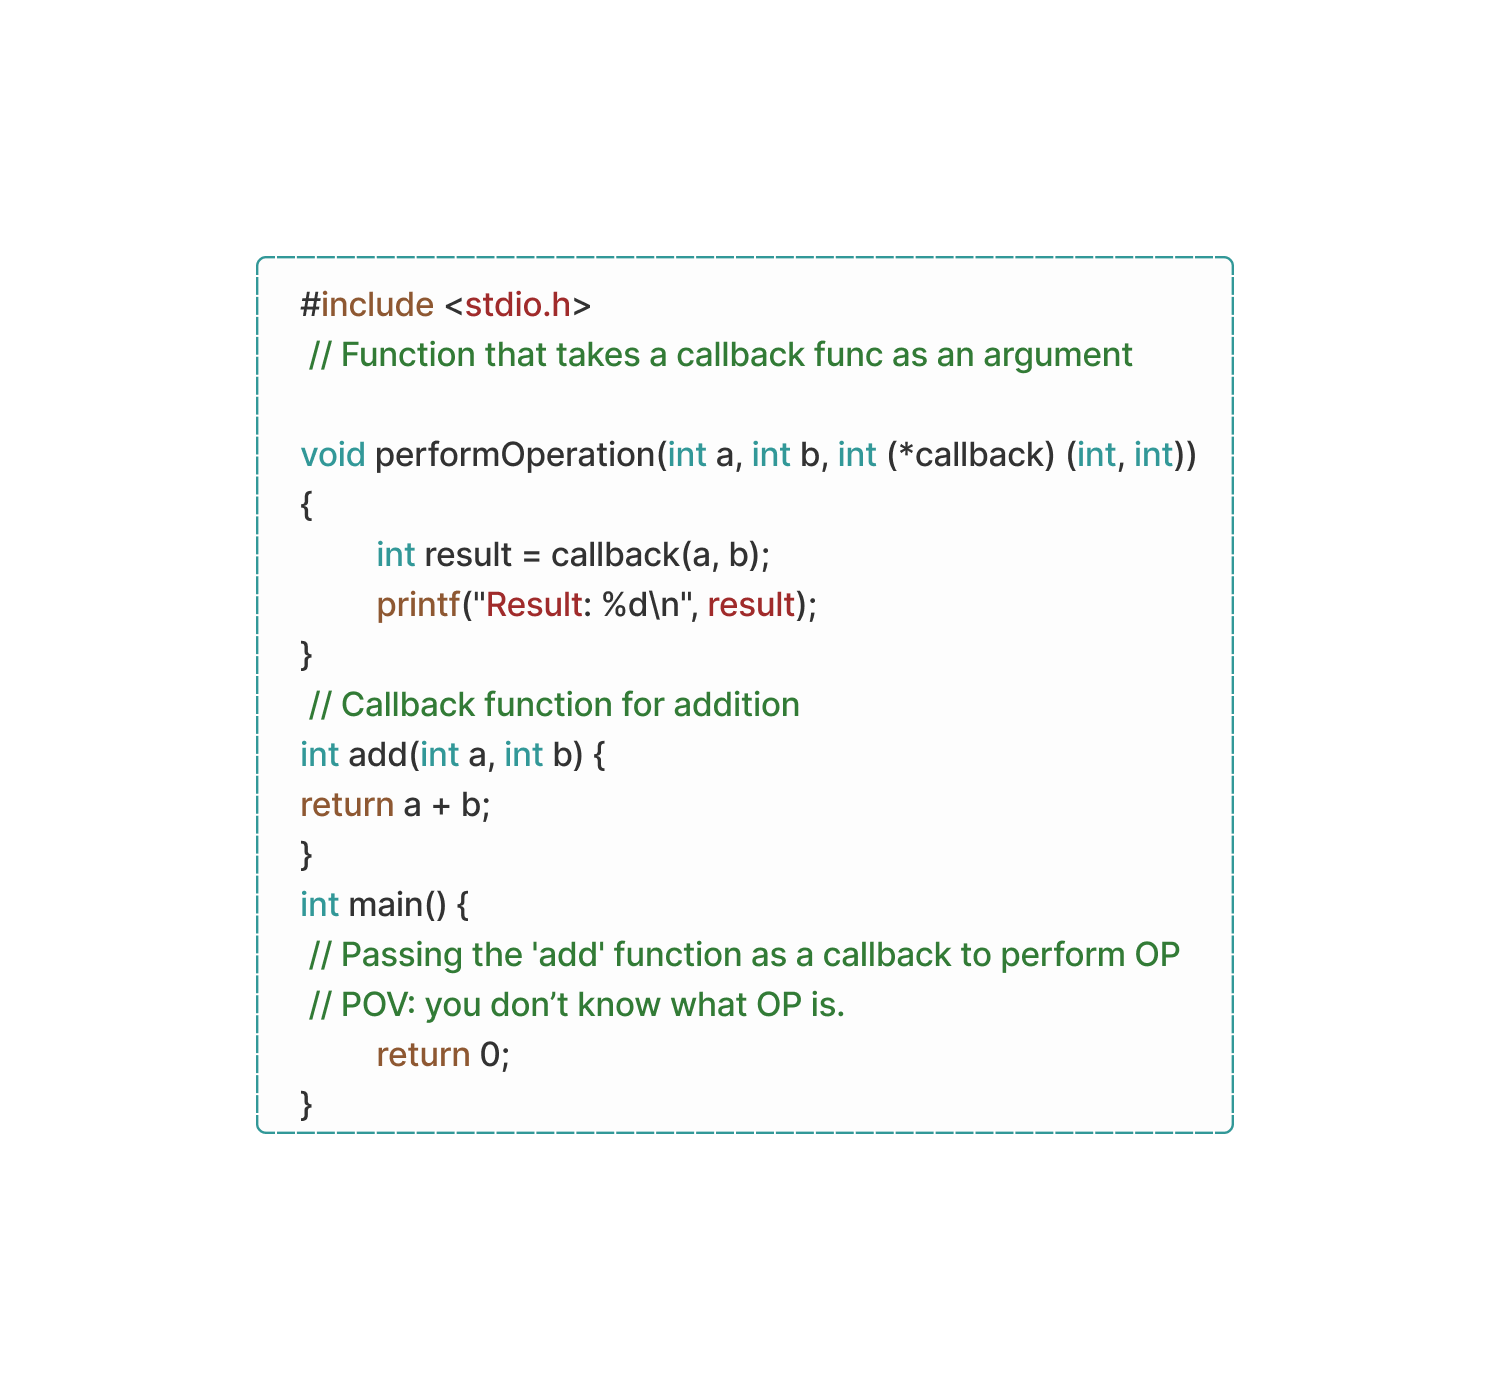 #include <stdio.h>
// Function that takes a callback func as an argument
void performOperation(int a, int b, int (*callback) (int, int))
{
int result = callback(a, b);
printf("Result: %d\n", result);
}
// Callback function for addition
int add(int a, int b) {
return a + b;
}
int main() {
// Passing the 'add' function as a callback to perform OP
// POV: you don’t know what OP is.
return 0;
}